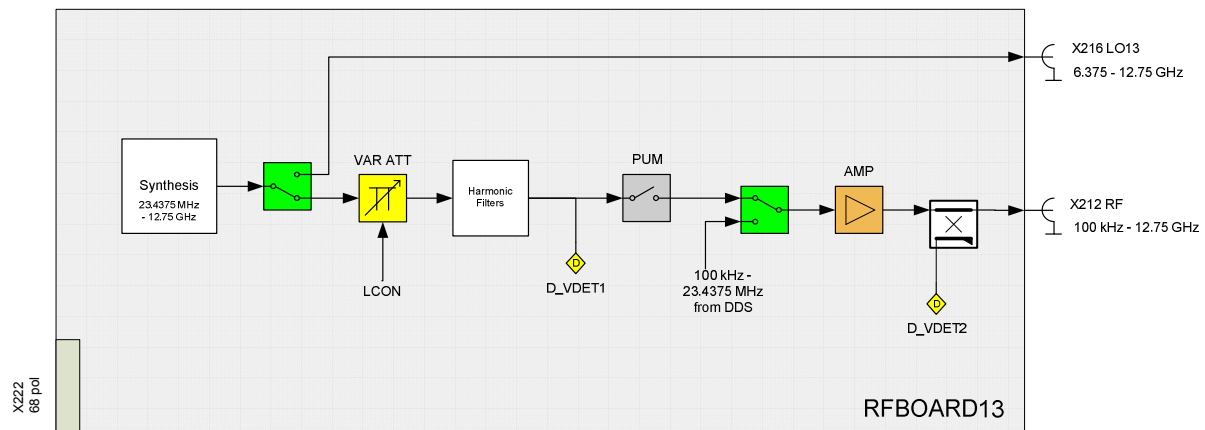 X216 LO13
6.375 - 12.75 GHz
Synthesis
23.4375 MHz
- 12.75 GHz
VAR ATT
LCON
Harmonic
Filters
D
D_VDET1
PUM
100 kHz -
23.4375 MHz
from DDS
AMP
D
D_VDET2
X212 RF
100 kHz - 12.75 GHz
X222
68 pol
RFBOARD13